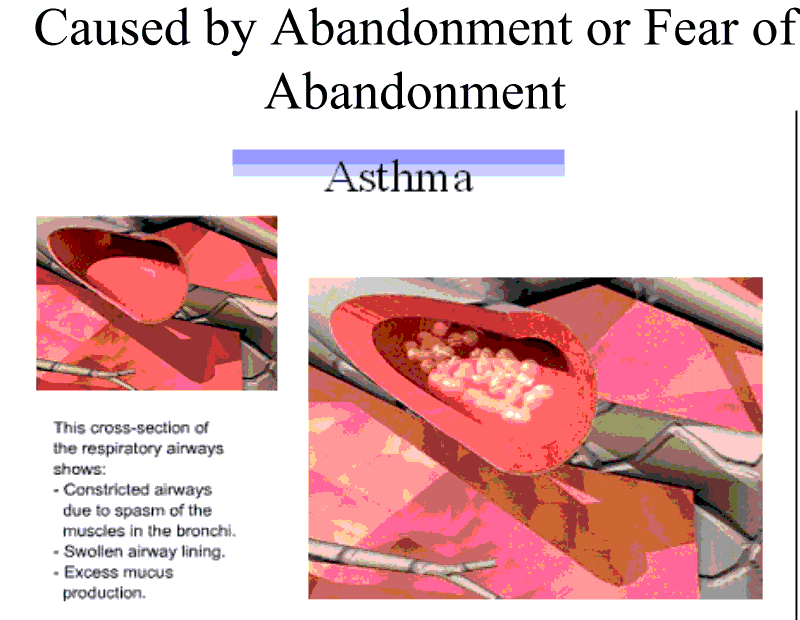 Caused by Abandonment or Fear of
Abandonment
Asthma
This cross-section of
the respiratory airways
shows:
- Constricted airways
due to spasm of the
muscles in the bronchi.
- Swollen airway lining.
- Excess mucus
production.